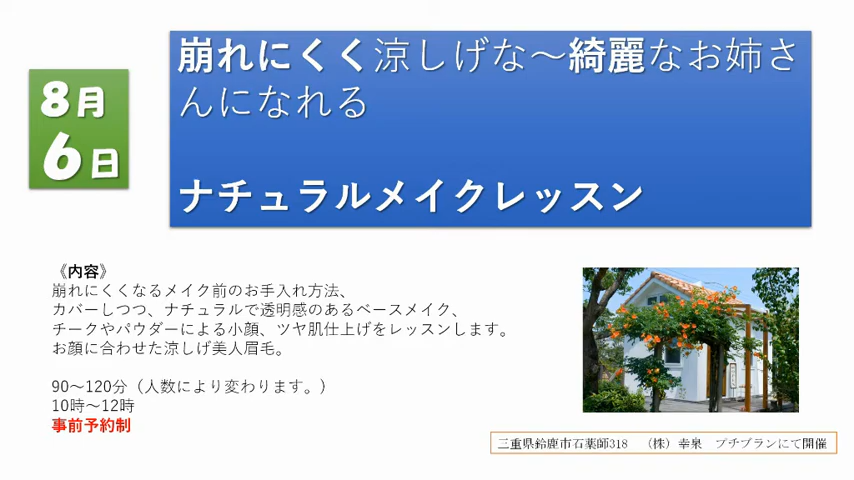 8月
6日
崩れにくく涼しげな～綺麗なお姉さ
んになれる
ナチュラルメイクレッスン
《内容》
崩れにくくなるメイク前のお手入れ方法、
カバーしつつ、ナチュラルで透明感のあるベースメイク、
チークやパウダーによる小顔、ツヤ肌仕上げをレッスンします。
お顔に合わせた涼しげ美人眉毛。
90～120分（人数により変わります。）
10時～12時
事前予約制
三重県鈴鹿市石薬師318　（株）幸泉　プチプランにて開催